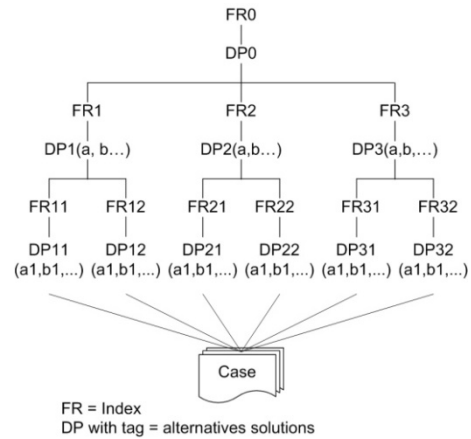 FR0
DP0
FR1 FR2 FR3
DP1(a, b...) DP2(a,b...) DP3(a,b,...)
FR11 FR12 FR21 FR22 FR31 FR32
DP11 DP12 DP21 DP22 DP31 DP32
(a1,b1,...) (a1,b1,...) (a1,b1,...) (a1,b1,...) (a1,b1,...) (a1,b1,...)
Case
FR = Index
DP with tag = alternatives solutions